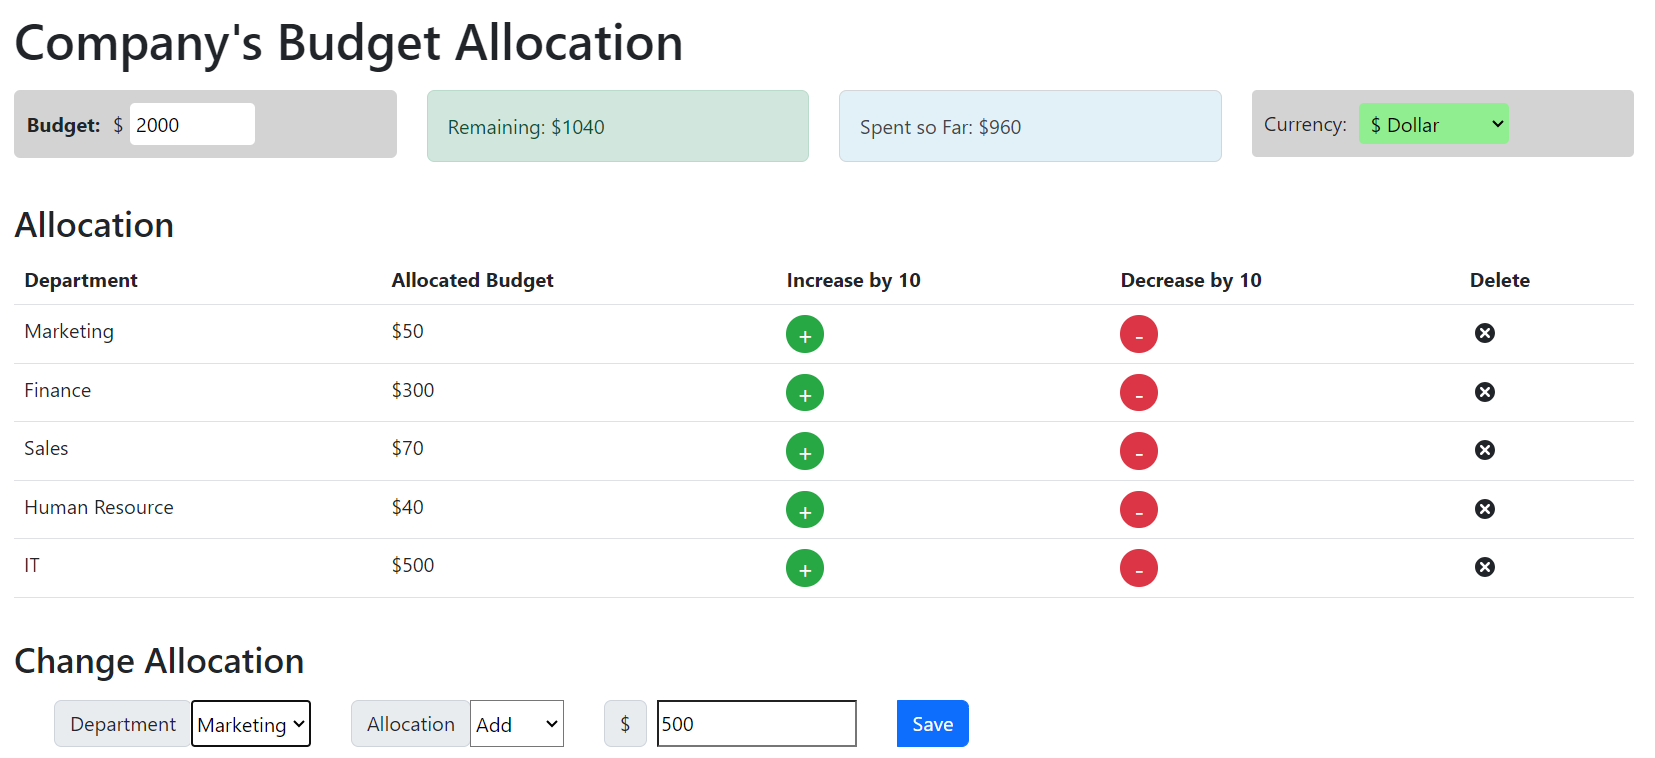 Company's Budget Allocation
Budget: $ 2000 Remaining: $1040 Spent so Far: $960 Currency: $ Dollar
Allocation
Department Allocated Budget Increase by 10 Decrease by 10 Delete
Marketing $50 + -
Finance $300 + -
Sales $70 + -
Human Resource $40 + -
IT $500 + -
Change Allocation
Department Marketing Allocation Add $ 500 Save